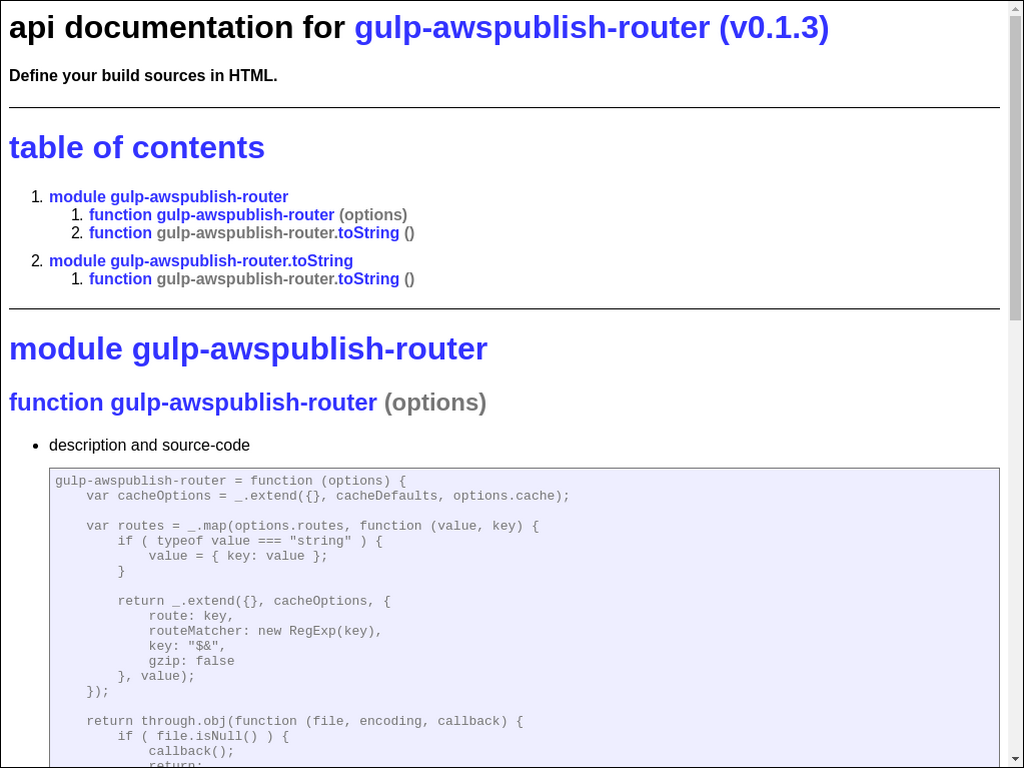 api documentation for gulp-awspublish-router (v0.1.3)
Define your build sources in HTML.
table of contents
1. module gulp-awspublish-router
1. function gulp-awspublish-router (options)
2. function gulp-awspublish-router.toString ()
2. module gulp-awspublish-router.toString
1. function gulp-awspublish-router.toString ()
module gulp-awspublish-router
function gulp-awspublish-router (options)
• description and source-code
gulp-awspublish-router = function (options) {
    var cacheOptions = _.extend({}, cacheDefaults, options.cache);
    var routes = _.map(options.routes, function (value, key) {
        if ( typeof value === "string" ) {
            value = { key: value };
        }
        return _.extend({}, cacheOptions, {
            route: key,
            routeMatcher: new RegExp(key),
            key: "$&",
            gzip: false
        }, value);
    });
    return through.obj(function (file, encoding, callback) {
        if ( file.isNull() ) {
            callback();
            return;